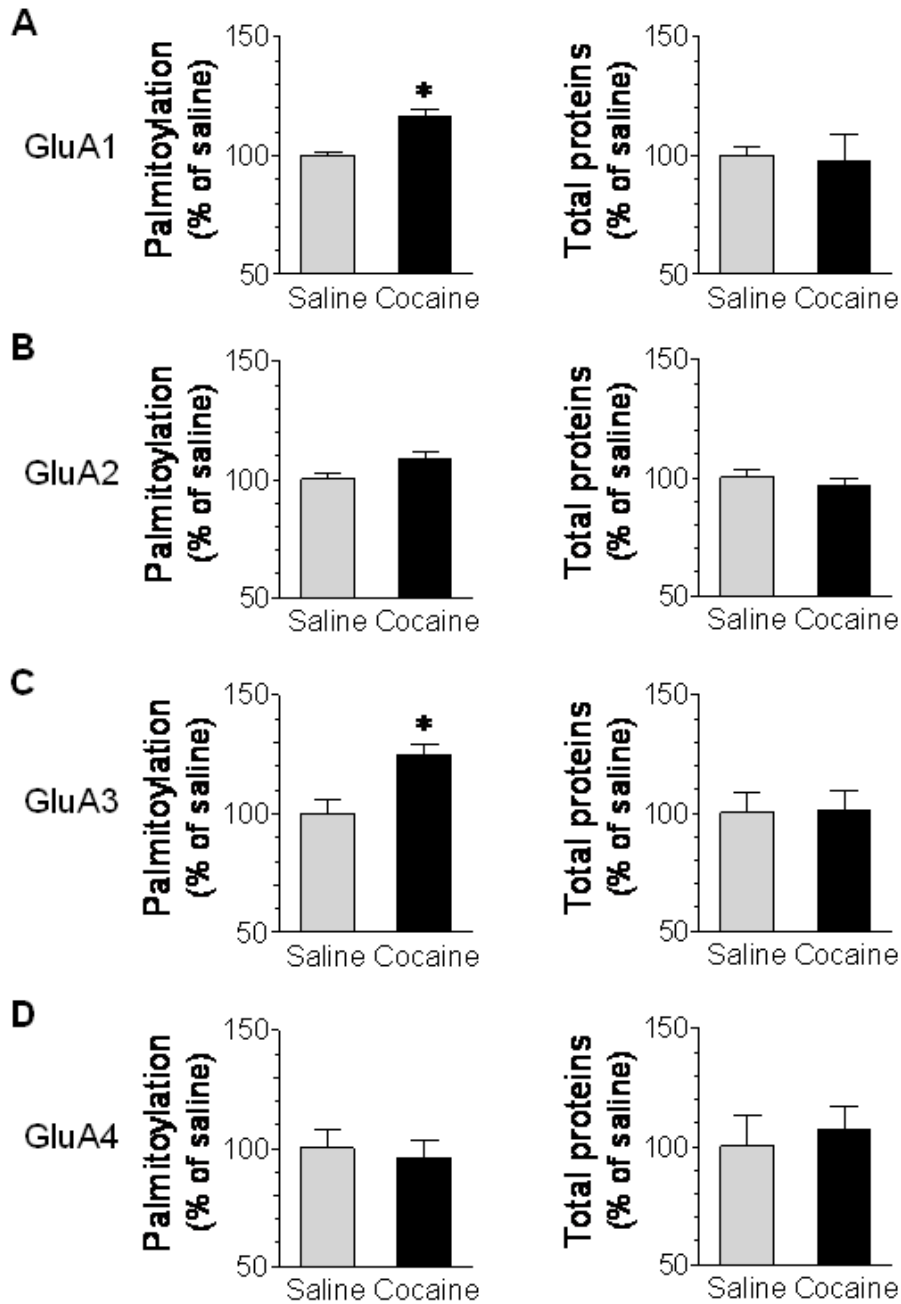 A
GluA1
Palmitoylation
(% of saline)
150
*
100
50
Saline Cocaine
Total proteins
(% of saline)
150
100
50
Saline Cocaine
B
GluA2
Palmitoylation
(% of saline)
150
100
50
Saline Cocaine
Total proteins
(% of saline)
150
100
50
Saline Cocaine
C
GluA3
Palmitoylation
(% of saline)
150
*
100
50
Saline Cocaine
Total proteins
(% of saline)
150
100
50
Saline Cocaine
D
GluA4
Palmitoylation
(% of saline)
150
100
50
Saline Cocaine
Total proteins
(% of saline)
150
100
50
Saline Cocaine